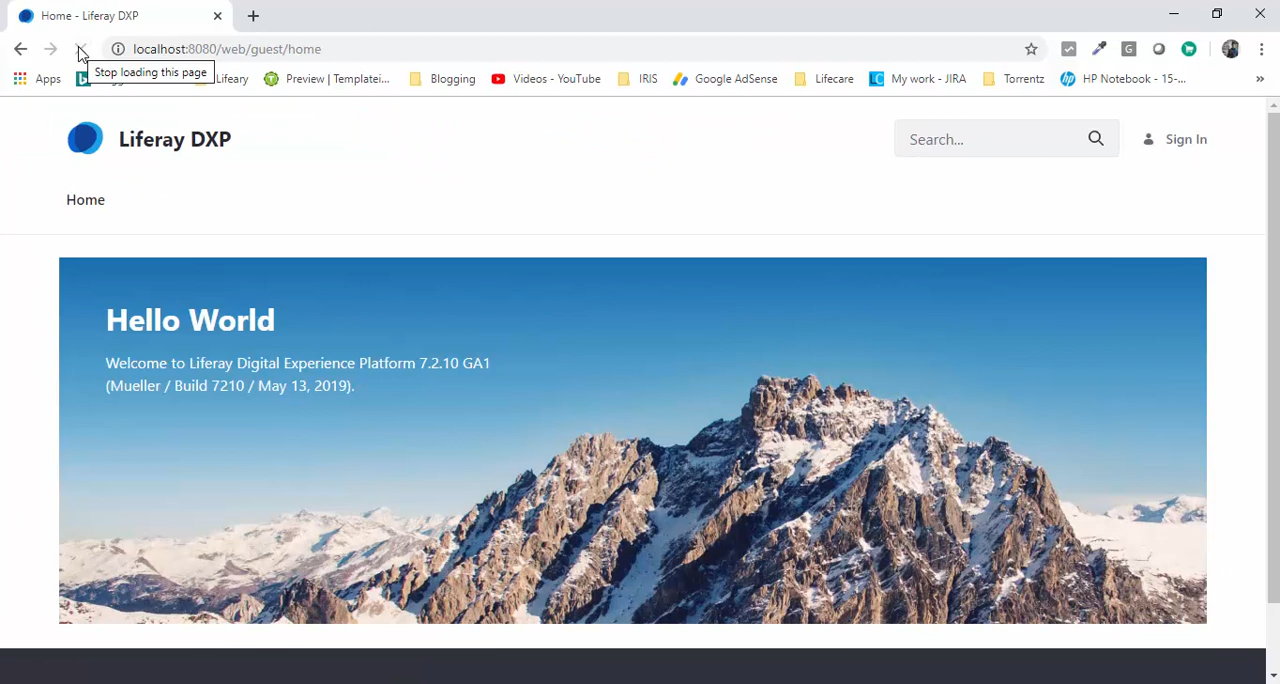 Home - Liferay DXP
localhost:8080/web/guest/home
Stop loading this page
Apps
Preview | Templatei...
Blogging
Videos - YouTube
IRIS
Google AdSense
Lifecare
My work - JIRA
Torrentz
HP Notebook - 15-...
»
Liferay DXP
Search...
Sign In
Home
Hello World
Welcome to Liferay Digital Experience Platform 7.2.10 GA1
(Mueller / Build 7210 / May 13, 2019).